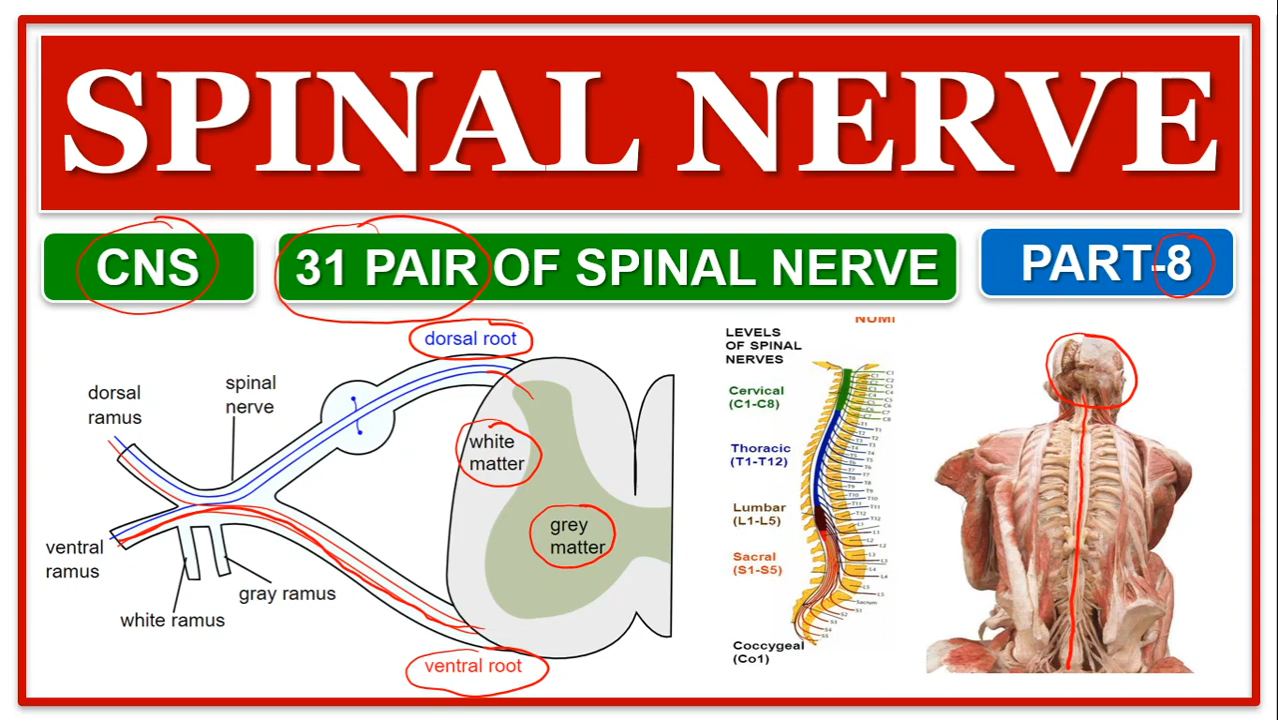 SPINAL NERVE
CNS
31 PAIR OF SPINAL NERVE
PART-8
dorsal root
dorsal
ramus
spinal
nerve
white
matter
grey
matter
ventral
ramus
gray ramus
white ramus
ventral root
LEVELS
OF SPINAL
NERVES
Cervical
(C1-C8)
Thoracic
(T1-T12)
Lumbar
(L1-L5)
Sacral
(S1-S5)
Coccygeal
(Co1)